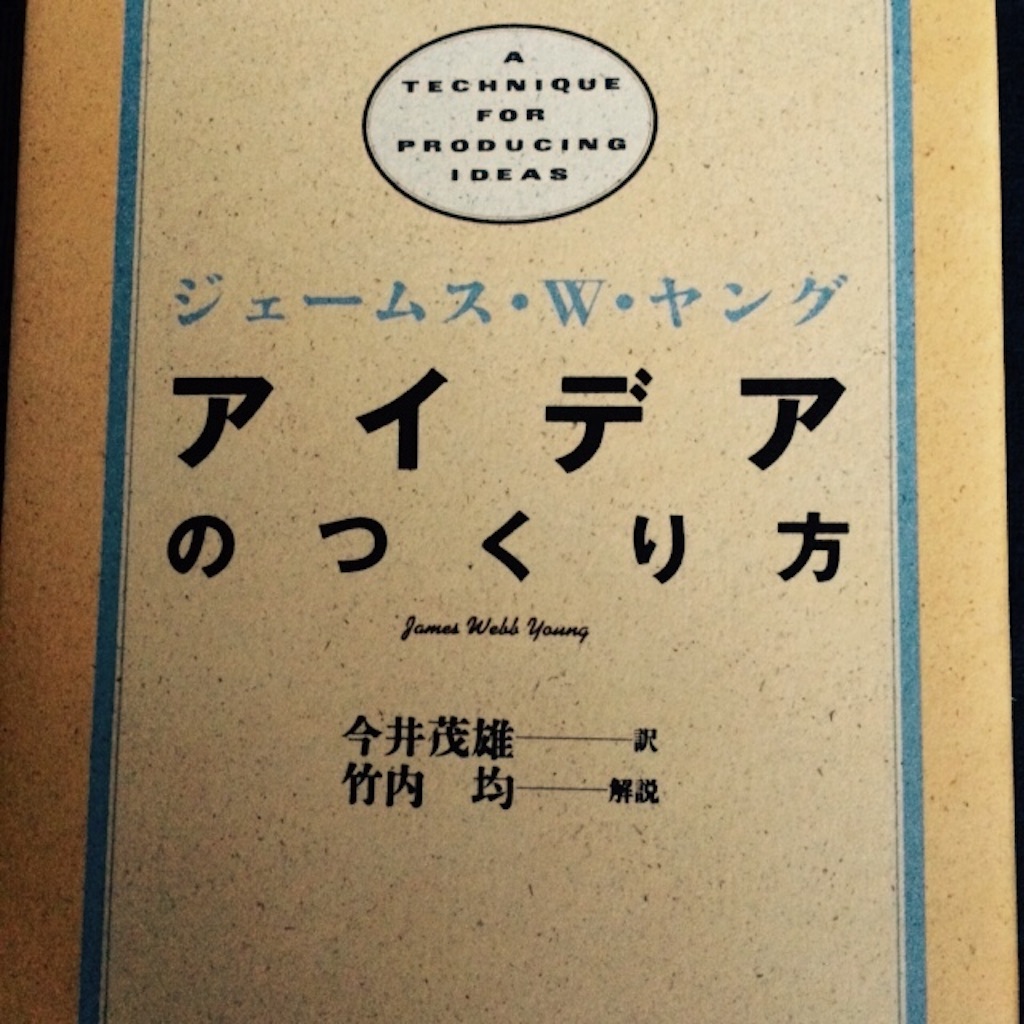 A
TECHNIQUE
FOR
PRODUCING
IDEAS
ジェームス・W・ヤング
アイデア
のつくり方
James Webb Young
今井茂雄——訳
竹内 均——解説